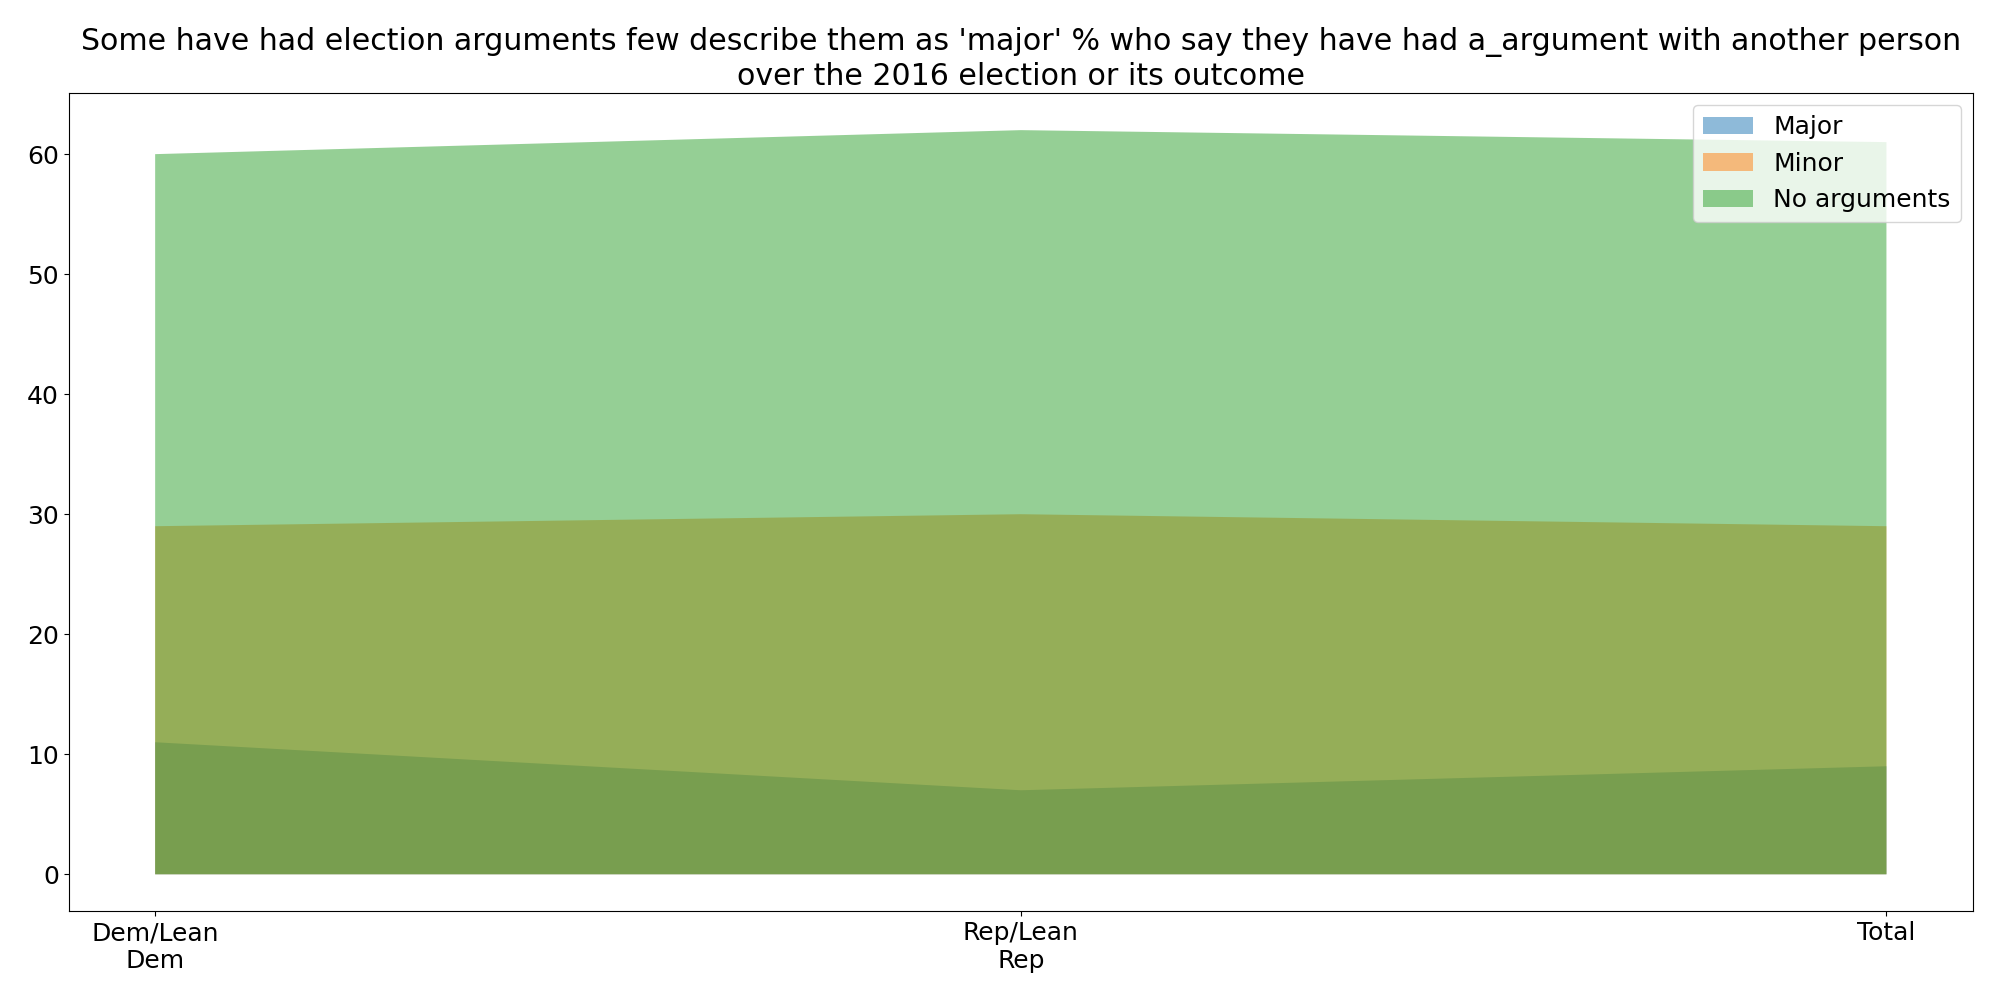 Some have had election arguments few describe them as 'major' % who say they have had a_argument with another person
over the 2016 election or its outcome
Major
Minor
No arguments
60
50
40
30
20
10
0
Dem/Lean
Dem
Rep/Lean
Rep
Total